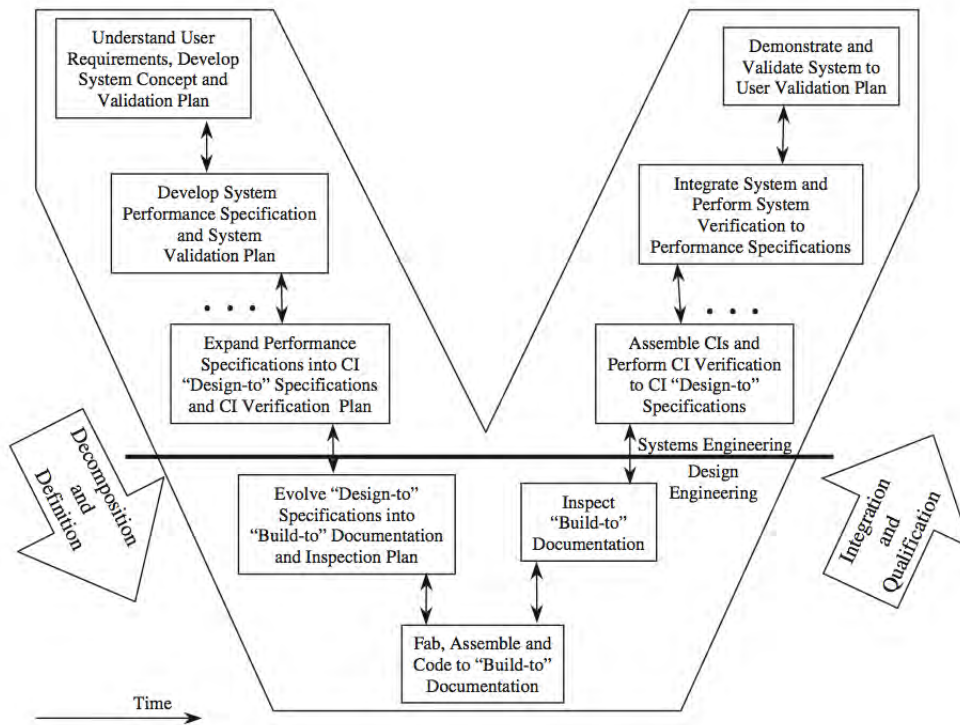 Understand User
Requirements, Develop
System Concept and
Validation Plan
Demonstrate and
Validate System to
User Validation Plan
Develop System
Performance Specification
and System
Validation Plan
Integrate System and
Perform System
Verification to
Performance Specifications
• • •
• • •
Expand Performance
Specifications into CI
“Design-to” Specifications
and CI Verification Plan
Assemble CIs and
Perform CI Verification
to CI “Design-to”
Specifications
Decomposition
and
Definition
Systems Engineering
Design
Engineering
Integration
and
Qualification
Evolve “Design-to”
Specifications into
“Build-to” Documentation
and Inspection Plan
Inspect
“Build-to”
Documentation
Fab, Assemble and
Code to “Build-to”
Documentation
Time